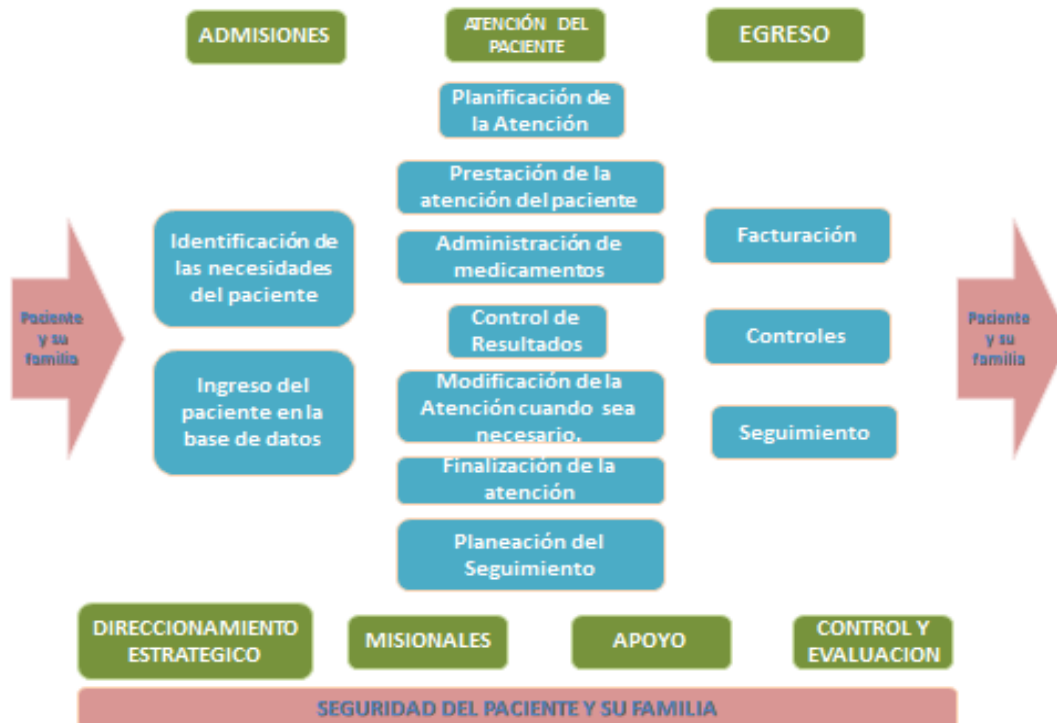 ADMISIONES
ATENCIÓN DEL
PACIENTE
EGRESO
Planificación de
la Atención
Prestación de la
atención del paciente
Administración de
medicamentos
Control de
Resultados
Modificación de la
Atención cuando sea
necesario.
Finalización de la
atención
Planeación del
Seguimiento
Identificación de
las necesidades
del paciente
Ingreso del
paciente en la
base de datos
Facturación
Controles
Seguimiento
Paciente
y su
familia
Paciente
y su
familia
DIRECCIONAMIENTO
ESTRATEGICO
MISIONALES
APOYO
CONTROL Y
EVALUACION
SEGURIDAD DEL PACIENTE Y SU FAMILIA